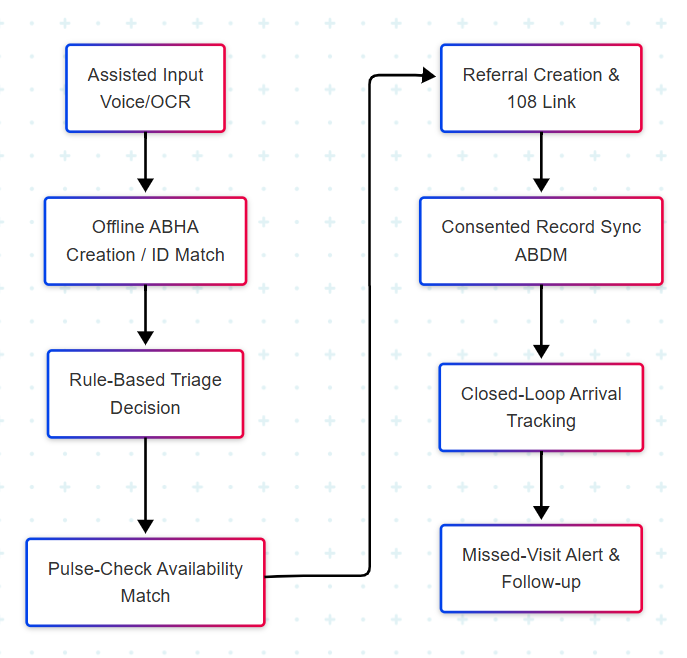 Assisted Input
Voice/OCR
Offline ABHA
Creation / ID Match
Rule-Based Triage
Decision
Pulse-Check Availability
Match
Referral Creation &
108 Link
Consented Record Sync
ABDM
Closed-Loop Arrival
Tracking
Missed-Visit Alert &
Follow-up